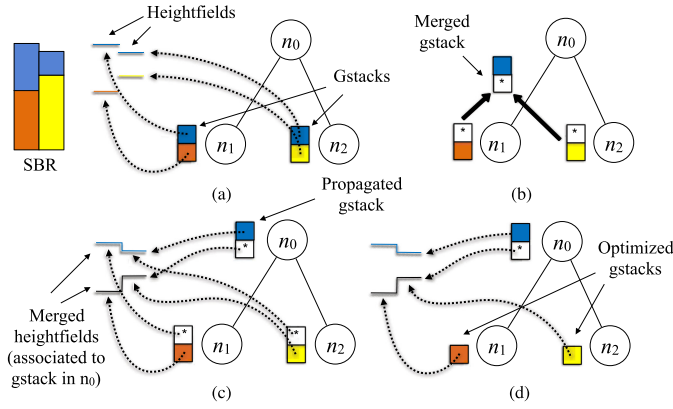 Heightfields
n0
Gstacks
n1
n2
SBR
(a)
Merged
gstack
n0
*
*
*
n1
n2
(b)
Propagated
gstack
n0
*
Merged
heightfields
(associated to
gstack in n0)
*
n1
*
n2
(c)
n0
*
Optimized
gstacks
n1
n2
(d)